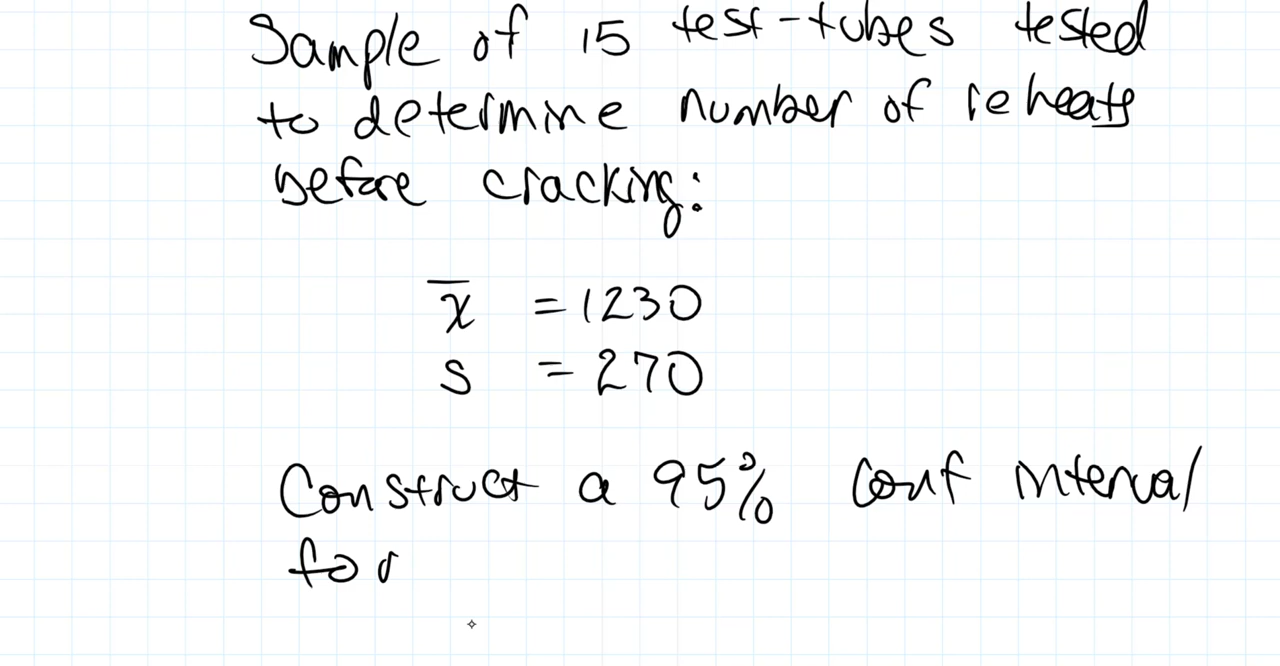 Sample of 15 test-tubes tested
to determine number of reheats
before cracking:
x̅ = 1230
s = 270
Construct a 95% conf interval
for